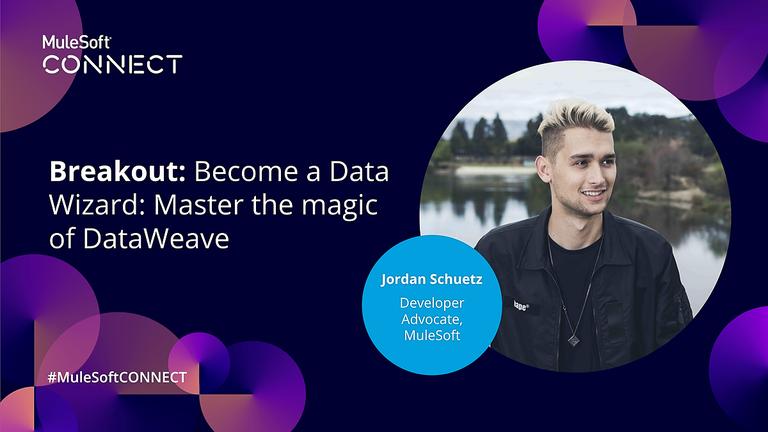 MuleSoft®
CONNECT
Breakout: Become a Data
Wizard: Master the magic
of DataWeave
Jordan Schuetz
Developer
Advocate,
MuleSoft
#MuleSoftCONNECT